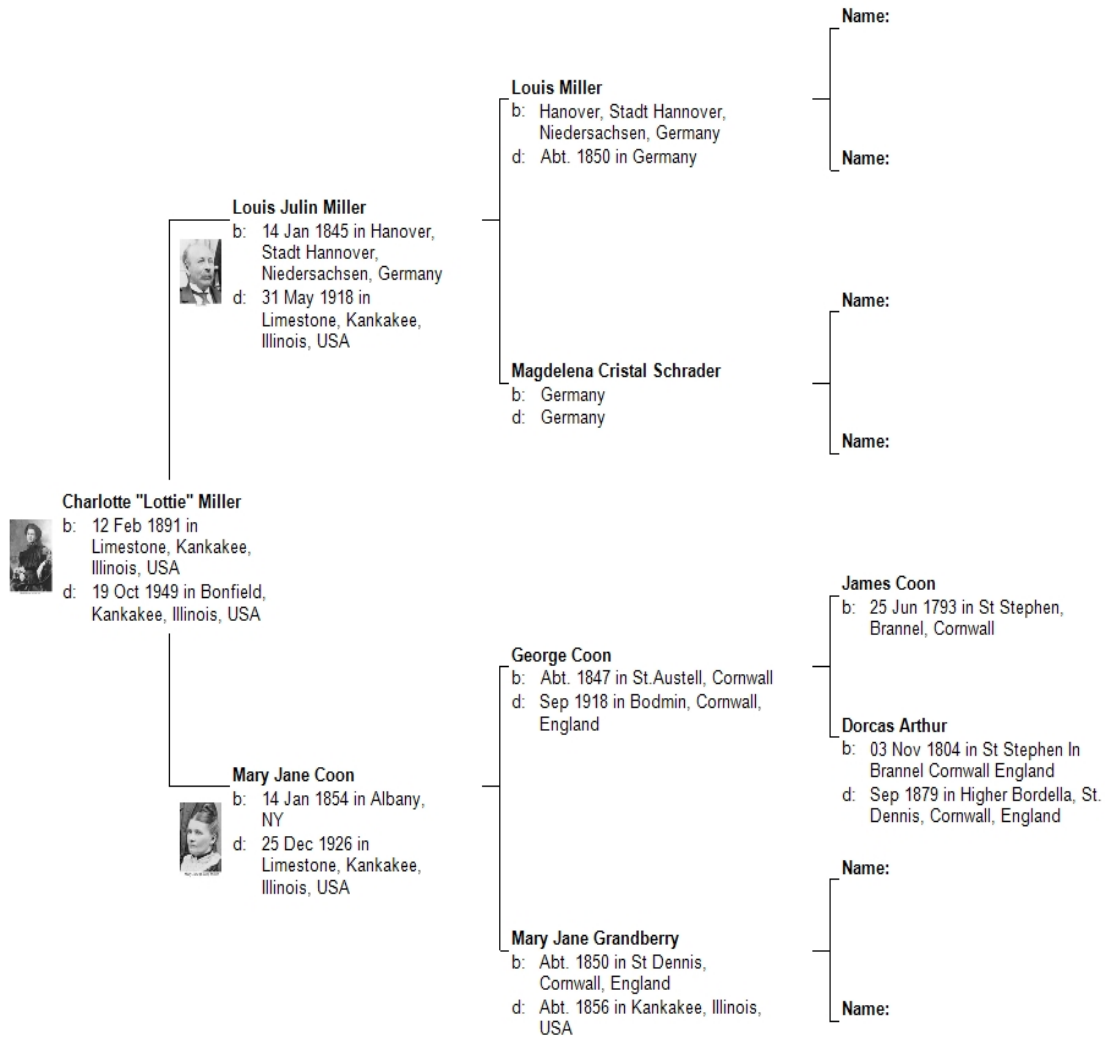 Name:
Louis Miller
b: Hanover, Stadt Hannover,
Niedersachsen, Germany
d: Abt. 1850 in Germany
Name:
Louis Julin Miller
b: 14 Jan 1845 in Hanover,
Stadt Hannover,
Niedersachsen, Germany
d: 31 May 1918 in
Limestone, Kankakee,
Illinois, USA
Name:
Magdelena Cristal Schrader
b: Germany
d: Germany
Name:
Charlotte "Lottie" Miller
b: 12 Feb 1891 in
Limestone, Kankakee,
Illinois, USA
d: 19 Oct 1949 in Bonfield,
Kankakee, Illinois, USA
James Coon
b: 25 Jun 1793 in St Stephen,
Brannel, Cornwall
George Coon
b: Abt. 1847 in St.Austell, Cornwall
d: Sep 1918 in Bodmin, Cornwall,
England
Dorcas Arthur
b: 03 Nov 1804 in St Stephen In
Brannel Cornwall England
d: Sep 1879 in Higher Bordella, St.
Dennis, Cornwall, England
Mary Jane Coon
b: 14 Jan 1854 in Albany,
NY
d: 25 Dec 1926 in
Limestone, Kankakee,
Illinois, USA
Name:
Mary Jane Grandberry
b: Abt. 1850 in St Dennis,
Cornwall, England
d: Abt. 1856 in Kankakee, Illinois,
USA
Name: